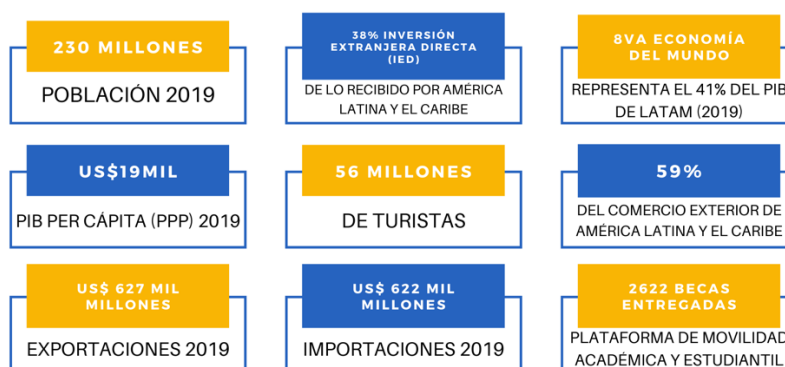 230 MILLONES
POBLACIÓN 2019
38% INVERSIÓN
EXTRANJERA DIRECTA
(IED)
DE LO RECIBIDO POR AMÉRICA
LATINA Y EL CARIBE
8VA ECONOMÍA
DEL MUNDO
REPRESENTA EL 41% DEL PIB
DE LATAM (2019)
US$19MIL
PIB PER CÁPITA (PPP) 2019
56 MILLONES
DE TURISTAS
59%
DEL COMERCIO EXTERIOR DE
AMÉRICA LATINA Y EL CARIBE
US$ 627 MIL
MILLONES
EXPORTACIONES 2019
US$ 622 MIL
MILLONES
IMPORTACIONES 2019
2622 BECAS
ENTREGADAS
PLATAFORMA DE MOVILIDAD
ACADÉMICA Y ESTUDIANTIL